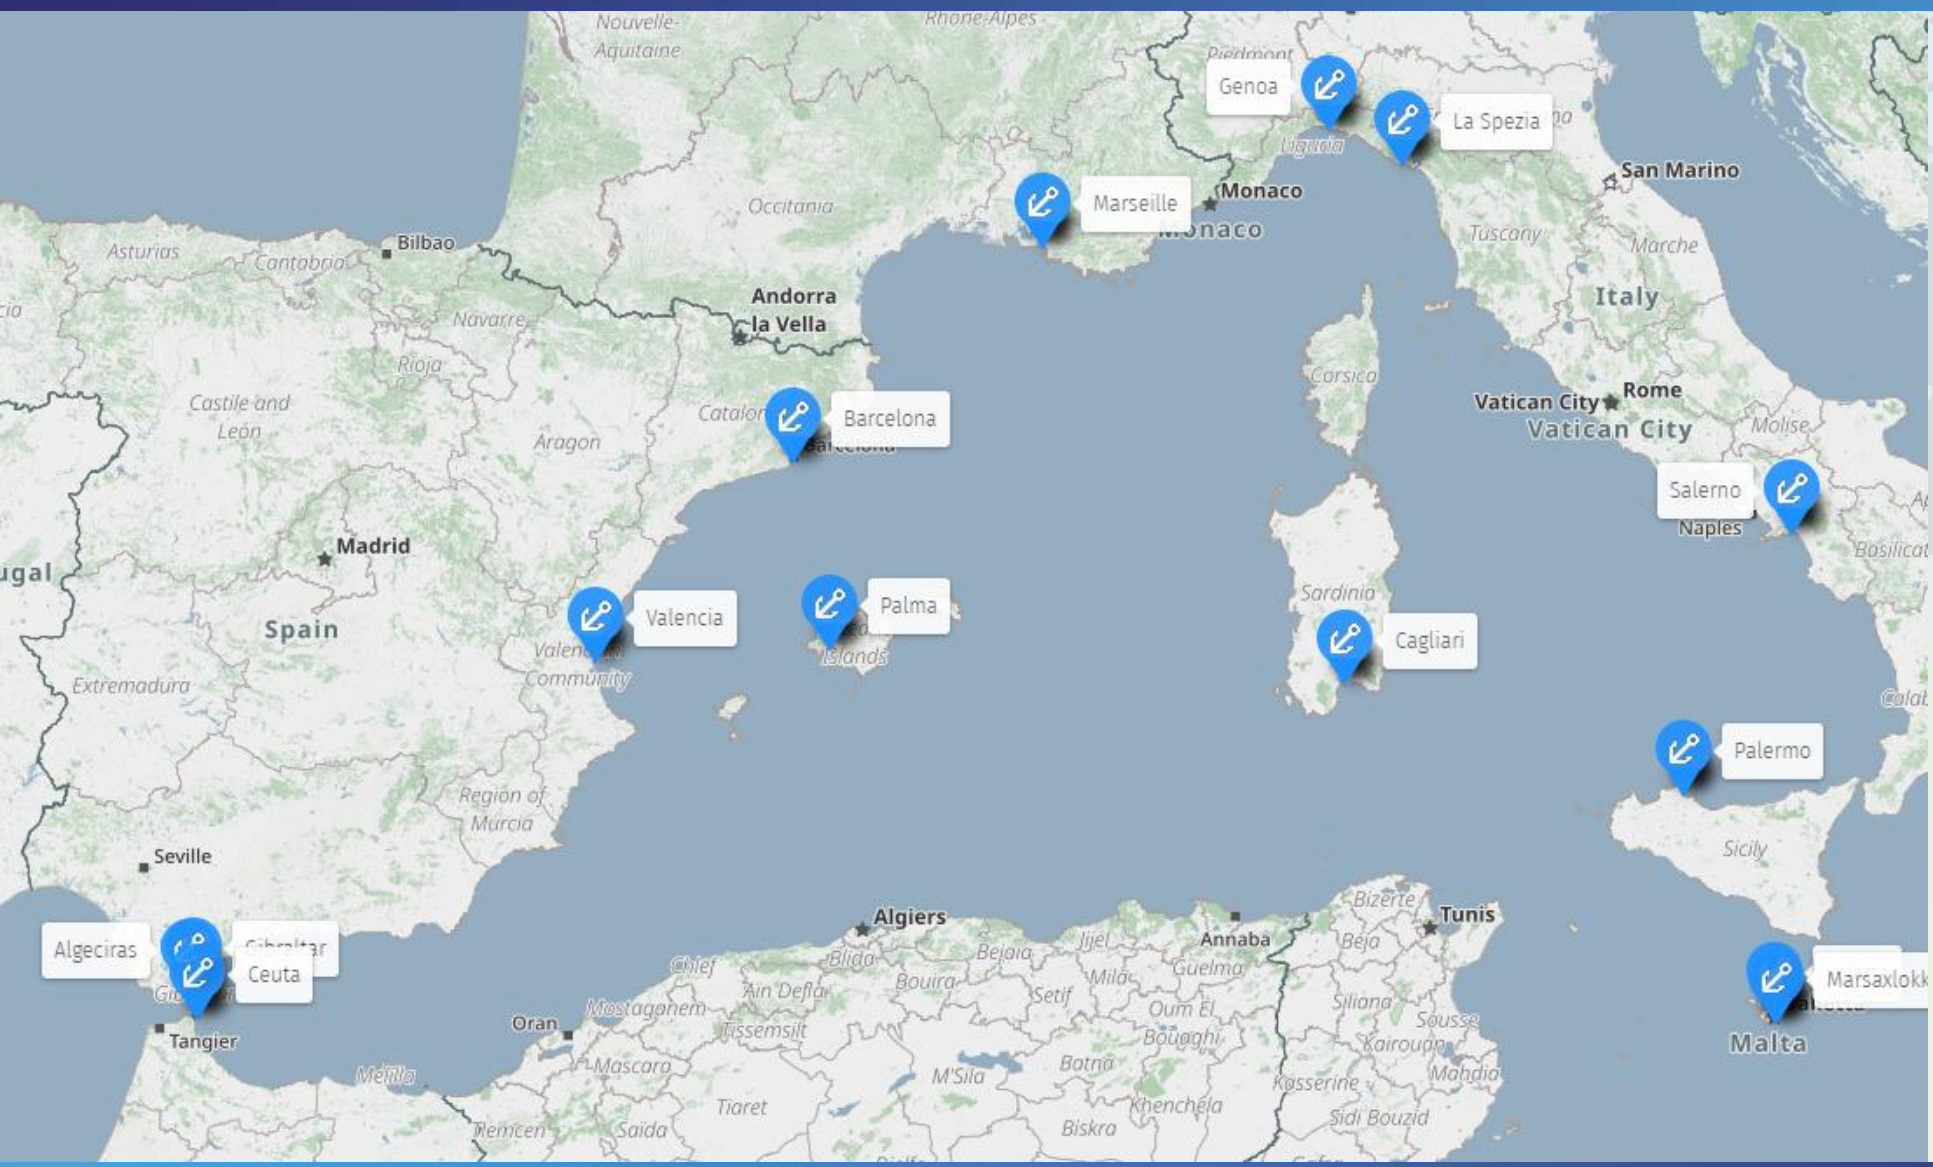 Nouvelle-
Aquitaine
Rhône-Alpes
Piedmont
Genoa
La Spezia
Liguria
San Marino
Marseille
Monaco
Monaco
Occitania
Tuscany
Marche
Asturias
Cantabria
Bilbao
Navarre
Andorra
la Vella
Italy
Rioja
Corsica
Castile and
León
Aragon
Barcelona
Barcelona
Vatican City
Rome
Vatican City
Molise
Salerno
Naples
Basilicat
Madrid
ugal
Spain
Valencia
Community
Palma
Islands
Sardinia
Cagliari
Extremadura
Calab
Palermo
Region of
Murcia
Sicily
Seville
Algeciras
Gibraltar
Ceuta
Tangier
Algiers
Annaba
Bizerte
Tunis
Béja
Chlef
Blida
Bejaia
Jijel
Mila
Guelma
Marsaxlokk
Malta
Mostaganem
Ain Defla
Bouira
Setif
Oum El
Bouaghi
Siliana
Sousse
Kairouan
Oran
Tissemsilt
Mascara
Melilla
M'Sila
Batna
Kasserine
Mahdia
Tiaret
Khenchela
Tlemcen
Saida
Biskra
Sidi Bouzid